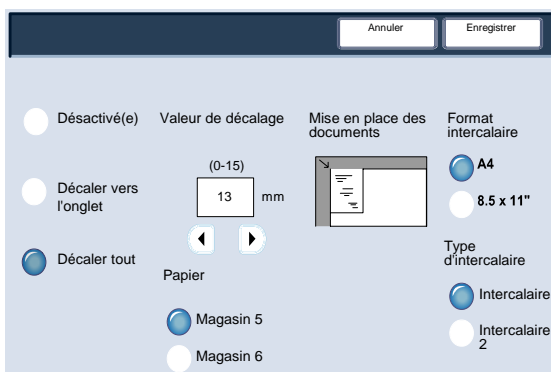 Annuler
Enregistrer
Désactivé(e)
Décaler vers
l'onglet
Décaler tout
Valeur de décalage
(0-15)
13 mm
Papier
Magasin 5
Magasin 6
Mise en place des
documents
Format
intercalaire
A4
8.5 x 11"
Type
d'intercalaire
Intercalaire
Intercalaire
2